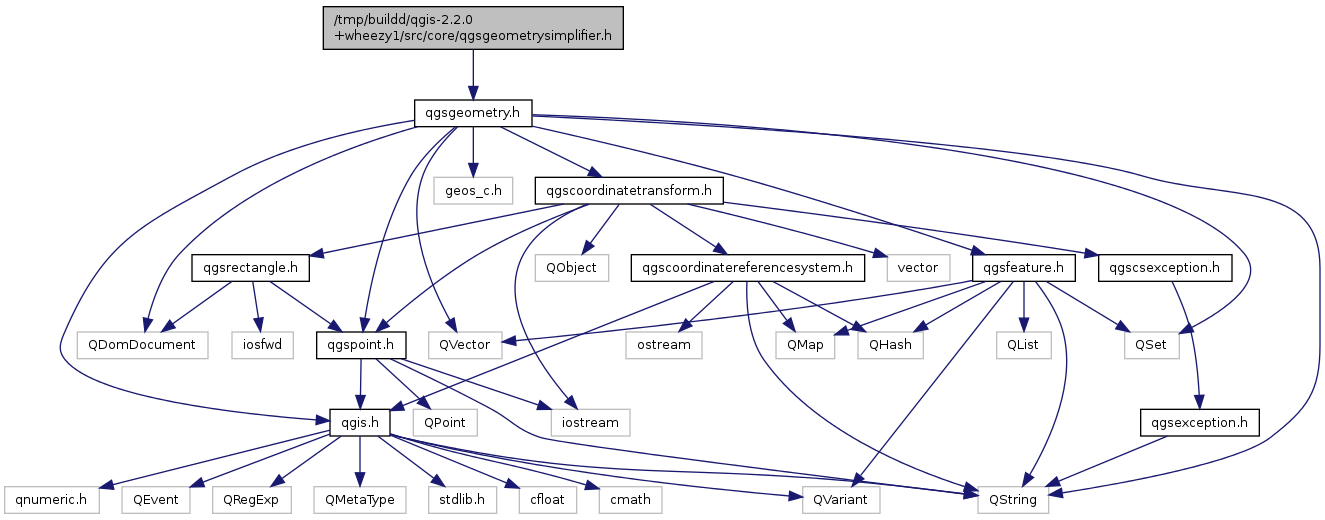 /tmp/buildd/qgis-2.2.0
+wheezy1/src/core/qgsgeometrysimplifier.h
qgsgeometry.h
geos_c.h
qgscoordinatetransform.h
qgsrectangle.h
QObject
qgscoordinatereferencesystem.h
vector
qgsfeature.h
qgscsexception.h
QDomDocument
iosfwd
qgspoint.h
QVector
ostream
QMap
QHash
QList
QSet
qgis.h
QPoint
iostream
qgsexception.h
qnumeric.h
QEvent
QRegExp
QMetaType
stdlib.h
cfloat
cmath
QVariant
QString